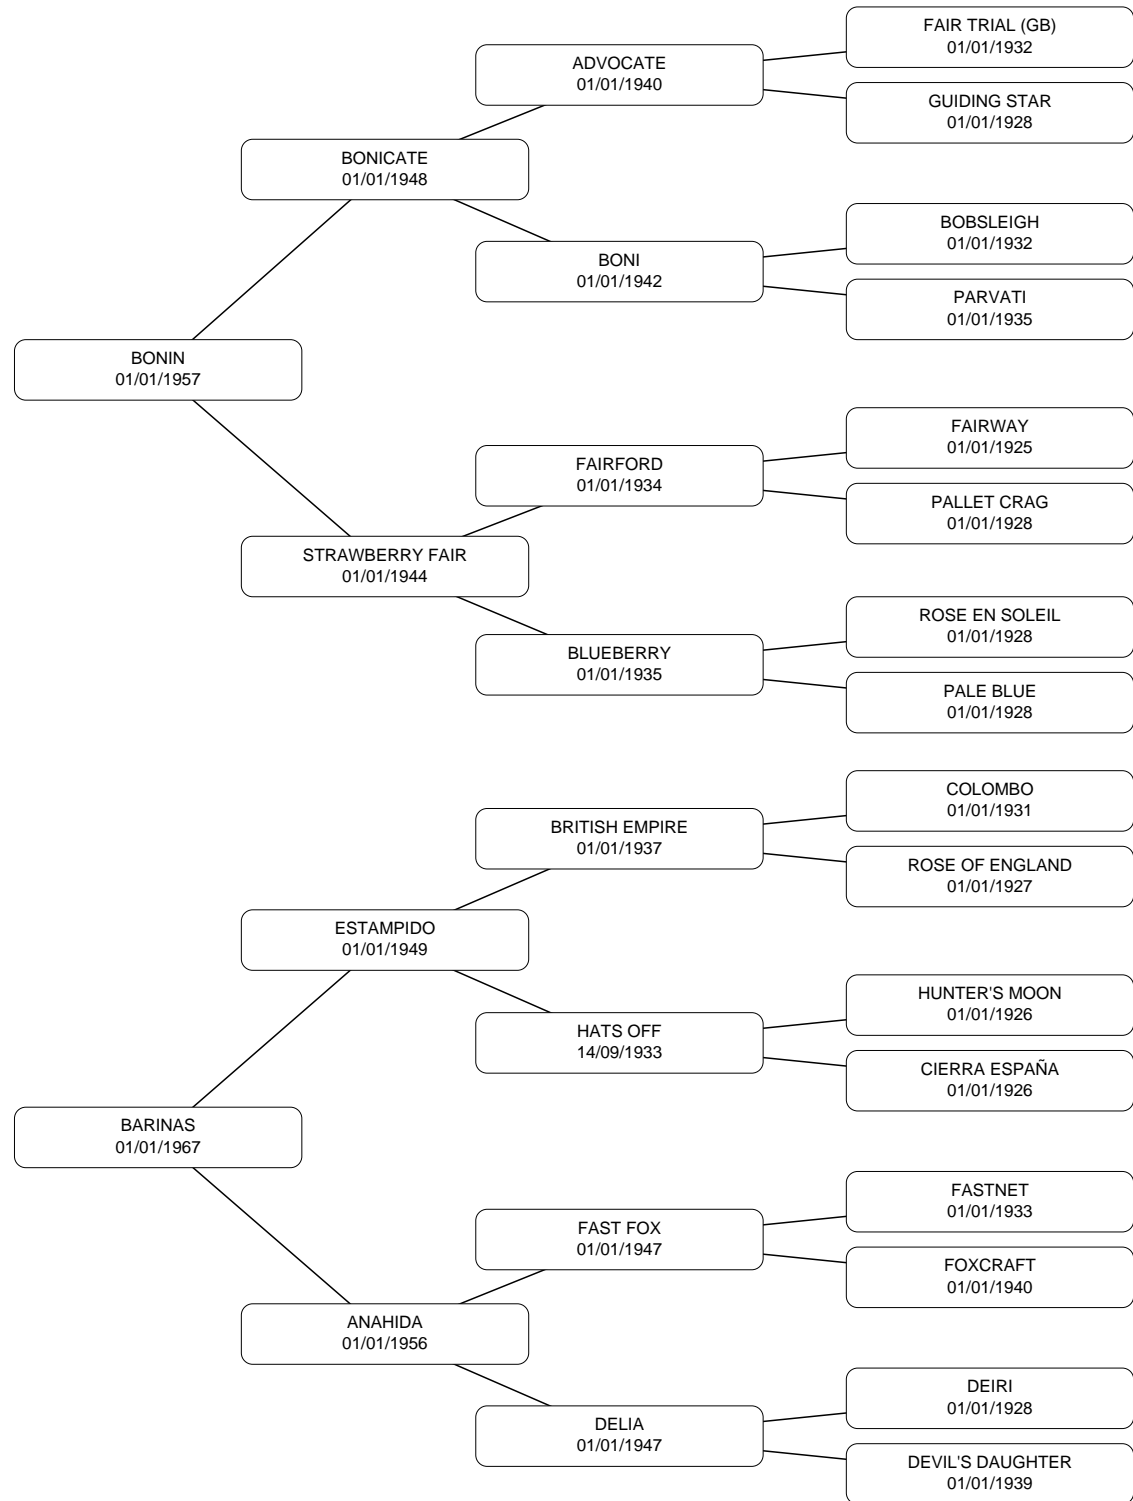 FAIR TRIAL (GB)
01/01/1932
ADVOCATE
01/01/1940
GUIDING STAR
01/01/1928
BONICATE
01/01/1948
BOBSLEIGH
01/01/1932
BONI
01/01/1942
PARVATI
01/01/1935
BONIN
01/01/1957
FAIRWAY
01/01/1925
FAIRFORD
01/01/1934
PALLET CRAG
01/01/1928
STRAWBERRY FAIR
01/01/1944
ROSE EN SOLEIL
01/01/1928
BLUEBERRY
01/01/1935
PALE BLUE
01/01/1928
COLOMBO
01/01/1931
BRITISH EMPIRE
01/01/1937
ROSE OF ENGLAND
01/01/1927
ESTAMPIDO
01/01/1949
HUNTER'S MOON
01/01/1926
HATS OFF
14/09/1933
CIERRA ESPAÑA
01/01/1926
BARINAS
01/01/1967
FASTNET
01/01/1933
FAST FOX
01/01/1947
FOXCRAFT
01/01/1940
ANAHIDA
01/01/1956
DEIRI
01/01/1928
DELIA
01/01/1947
DEVIL'S DAUGHTER
01/01/1939